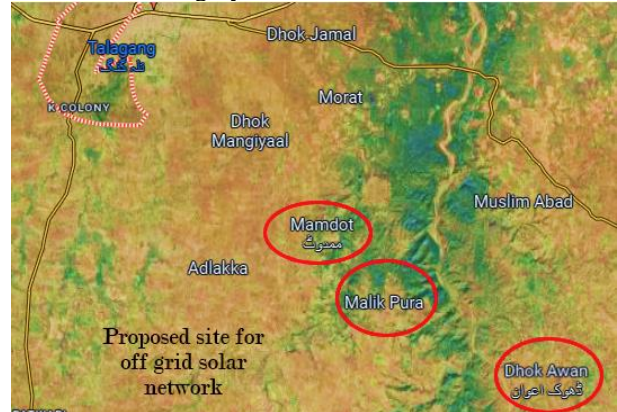 Dhok Jamal
Talagang
تلہ گنگ
K COLONY
Morat
Dhok
Mangiyaal
Muslim Abad
Mamdot
ممدوٹ
Adlakka
Malik Pura
Proposed site for
off grid solar
network
Dhok Awan
ڈھوک اعوان